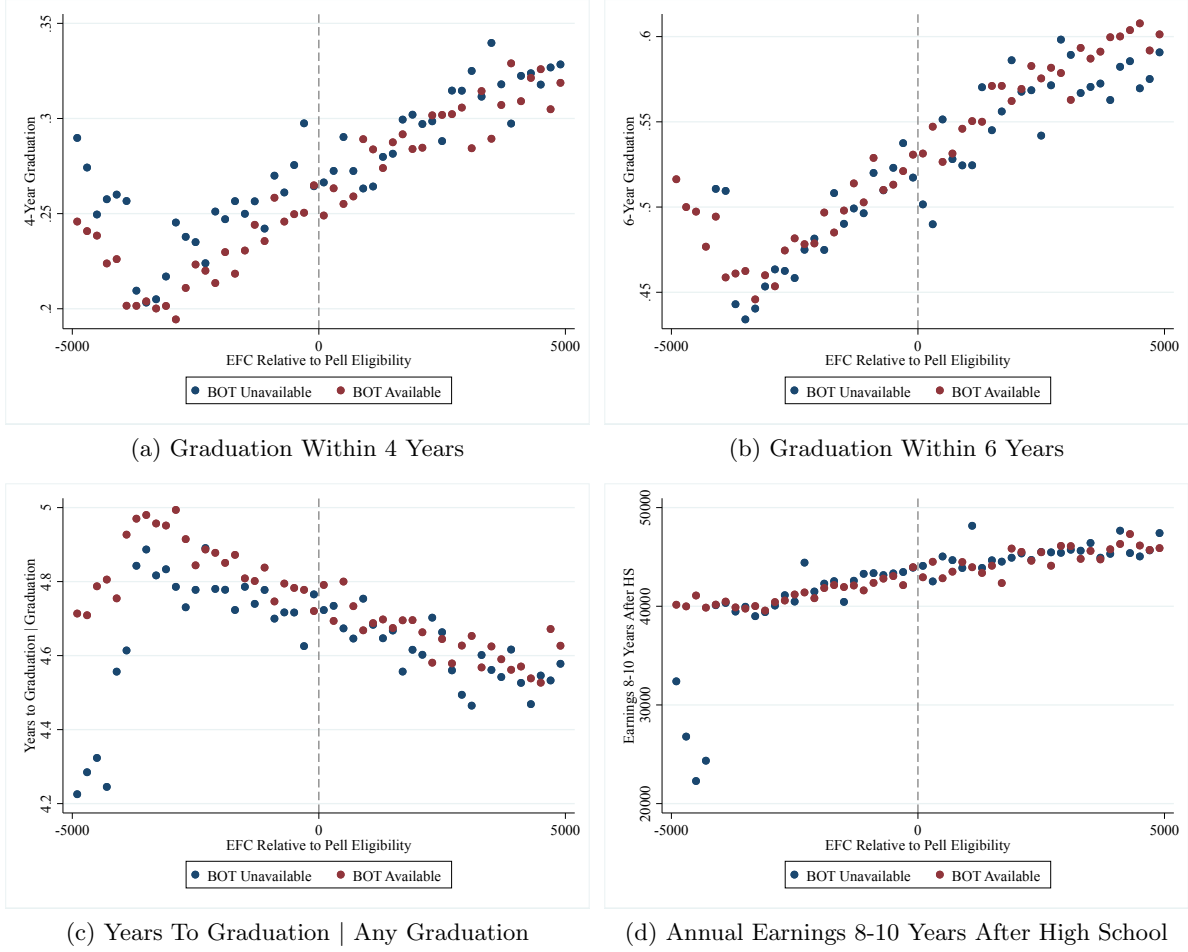 4-Year Graduation
.35
.3
.25
.2
-5000 0 5000
EFC Relative to Pell Eligibility
BOT Unavailable BOT Available
(a) Graduation Within 4 Years
6-Year Graduation
.6
.55
.5
.45
-5000 0 5000
EFC Relative to Pell Eligibility
BOT Unavailable BOT Available
(b) Graduation Within 6 Years
Years to Graduation | Graduation
5
4.8
4.6
4.4
4.2
-5000 0 5000
EFC Relative to Pell Eligibility
BOT Unavailable BOT Available
(c) Years To Graduation | Any Graduation
Earnings 8-10 Years After HS
50000
40000
30000
20000
-5000 0 5000
EFC Relative to Pell Eligibility
BOT Unavailable BOT Available
(d) Annual Earnings 8-10 Years After High School